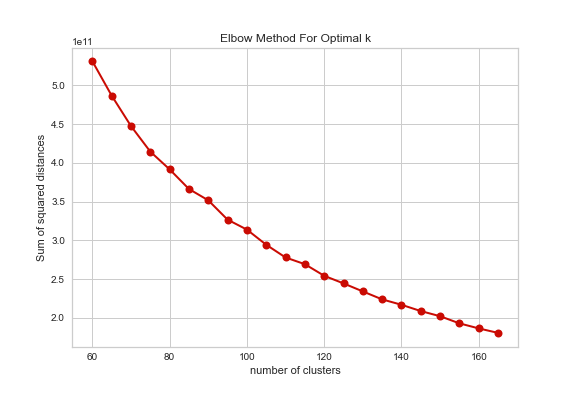 Elbow Method For Optimal k
1e11
5.0
4.5
4.0
3.5
3.0
2.5
2.0
Sum of squared distances
60 80 100 120 140 160
number of clusters